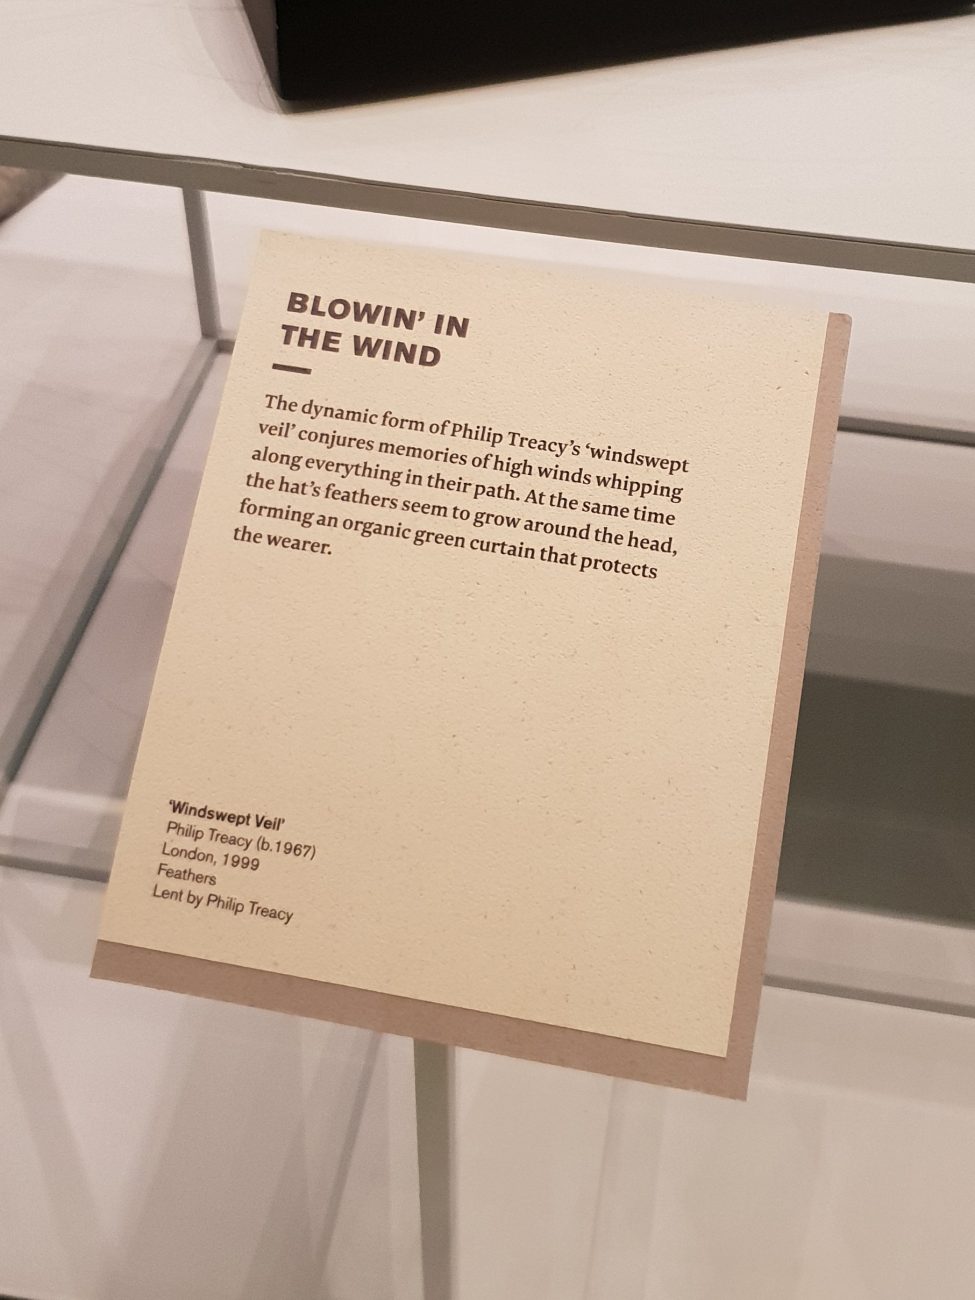 BLOWIN’ IN
THE WIND
The dynamic form of Philip Treacy’s ‘windswept
veil’ conjures memories of high winds whipping
along everything in their path. At the same time
the hat’s feathers seem to grow around the head,
forming an organic green curtain that protects
the wearer.
‘Windswept Veil’
Philip Treacy (b.1967)
London, 1999
Feathers
Lent by Philip Treacy